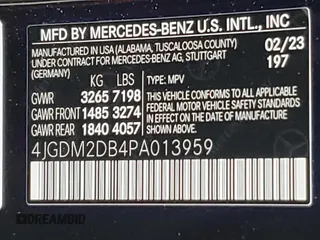 MFD BY MERCEDES-BENZ U.S. INTL., INC
MANUFACTURED IN USA (ALABAMA, TUSCALOOSA COUNTY) 02/23
UNDER CONTRACT FOR MERCEDES-BENZ AG, STUTTGART 197
(GERMANY)
KG LBS TYPE: MPV
GVWR 3265 7198 THIS VEHICLE CONFORMS TO ALL APPLICABLE
GAWR FRONT 1485 3274 FEDERAL MOTOR VEHICLE SAFETY STANDARDS
GAWR REAR 1840 4057 IN EFFECT ON THE DATE OF MANUFACTURE SHOWN ABOVE.
4JGDM2DB4PA013959
© DREAMBID